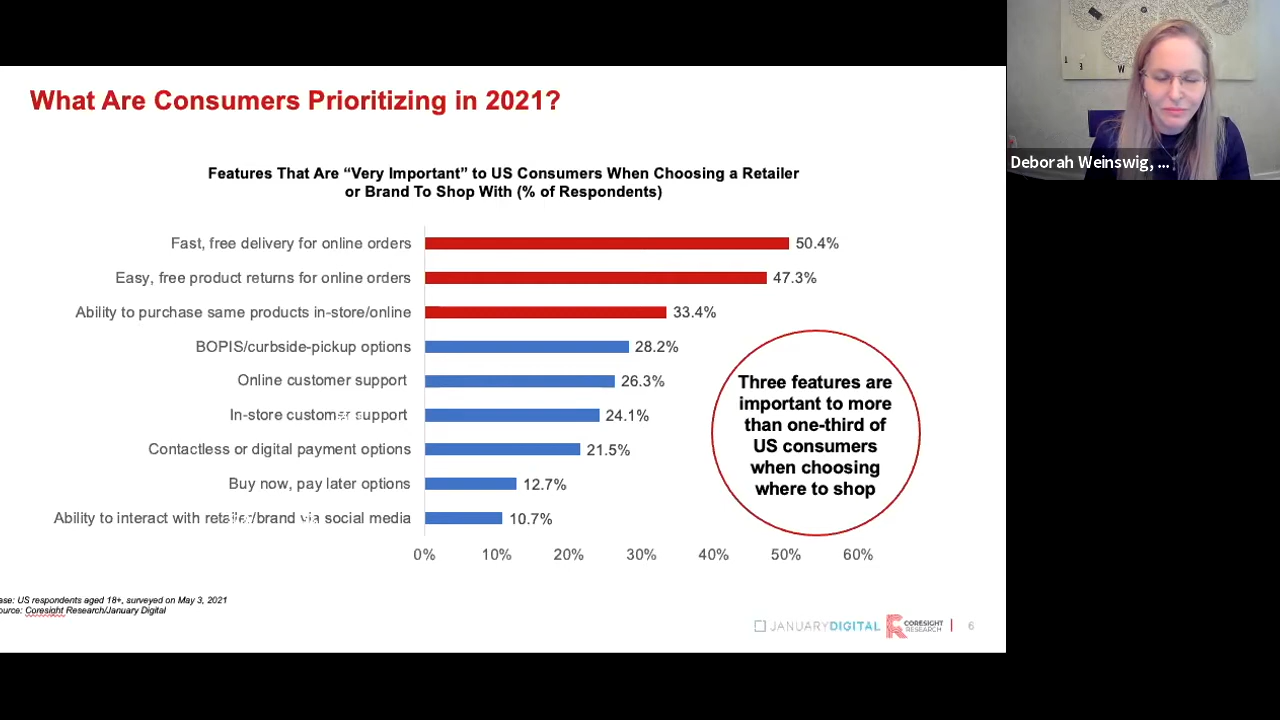 What Are Consumers Prioritizing in 2021?
Features That Are “Very Important” to US Consumers When Choosing a Retailer
or Brand To Shop With (% of Respondents)
Fast, free delivery for online orders 50.4%
Easy, free product returns for online orders 47.3%
Ability to purchase same products in-store/online 33.4%
BOPIS/curbside-pickup options 28.2%
Online customer support 26.3%
In-store customer support 24.1%
Contactless or digital payment options 21.5%
Buy now, pay later options 12.7%
Ability to interact with retailer/brand via social media 10.7%
0% 10% 20% 30% 40% 50% 60%
Three features are
important to more
than one-third of
US consumers
when choosing
where to shop
ase: US respondents aged 18+, surveyed on May 3, 2021
ource: Coresight Research/January Digital
JANUARYDIGITAL
CORESIGHT
RESEARCH
6
Deborah Weinswig, ...